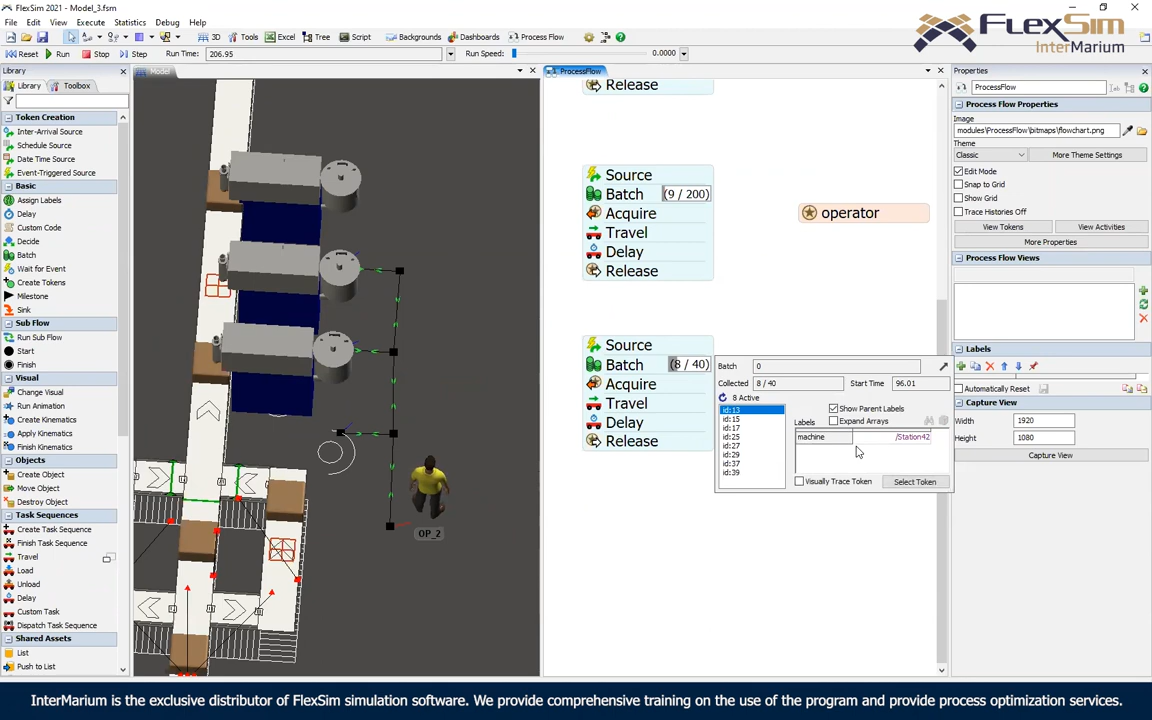 FlexSim 2021 - Model_3.fsm
File Edit View Execute Statistics Debug Help
3D Tools Excel Tree Script Backgrounds Dashboards Process Flow
Reset Run Stop Step Run Time: 206.95 Run Speed: 0.0000
FlexSim
InterMarium
Library
Library Toolbox
Token Creation
Inter-Arrival Source
Schedule Source
Date Time Source
Event-Triggered Source
Basic
Assign Labels
Delay
Custom Code
Decide
Batch
Wait for Event
Create Tokens
Milestone
Sink
Sub Flow
Run Sub Flow
Start
Finish
Visual
Change Visual
Run Animation
Create Kinetics
Apply Kinetics
Finish Kinetics
Objects
Create Object
Move Object
Destroy Object
Task Sequences
Create Task Sequence
Finish Task Sequence
Travel
Load
Unload
Delay
Custom Task
Dispatch Task Sequence
Shared Assets
List
Push to List
Model
OP_2
ProcessFlow
Release
Source
Batch (9 / 200)
Acquire
Travel
Delay
Release
operator
Source
Batch (8 / 40)
Acquire
Travel
Delay
Release
Batch 0
Collected 8 / 40 Start Time 96.01
8 Active
id:13
id:15
id:17
id:25
id:27
id:29
id:37
id:39
Show Parent Labels
Labels Expand Arrays
machine /Station42
Visually Trace Token Select Token
Properties
ProcessFlow
Process Flow Properties
Image
modules\ProcessFlow\bitmaps\flowchart.png
Theme
Classic More Theme Settings
Edit Mode
Snap to Grid
Show Grid
Trace Histories Off
View Tokens View Activities
More Properties
Process Flow Views
Labels
Automatically Reset
Capture View
Width 1920
Height 1080
Capture View
InterMarium is the exclusive distributor of FlexSim simulation software. We provide comprehensive training on the use of the program and provide process optimization services.